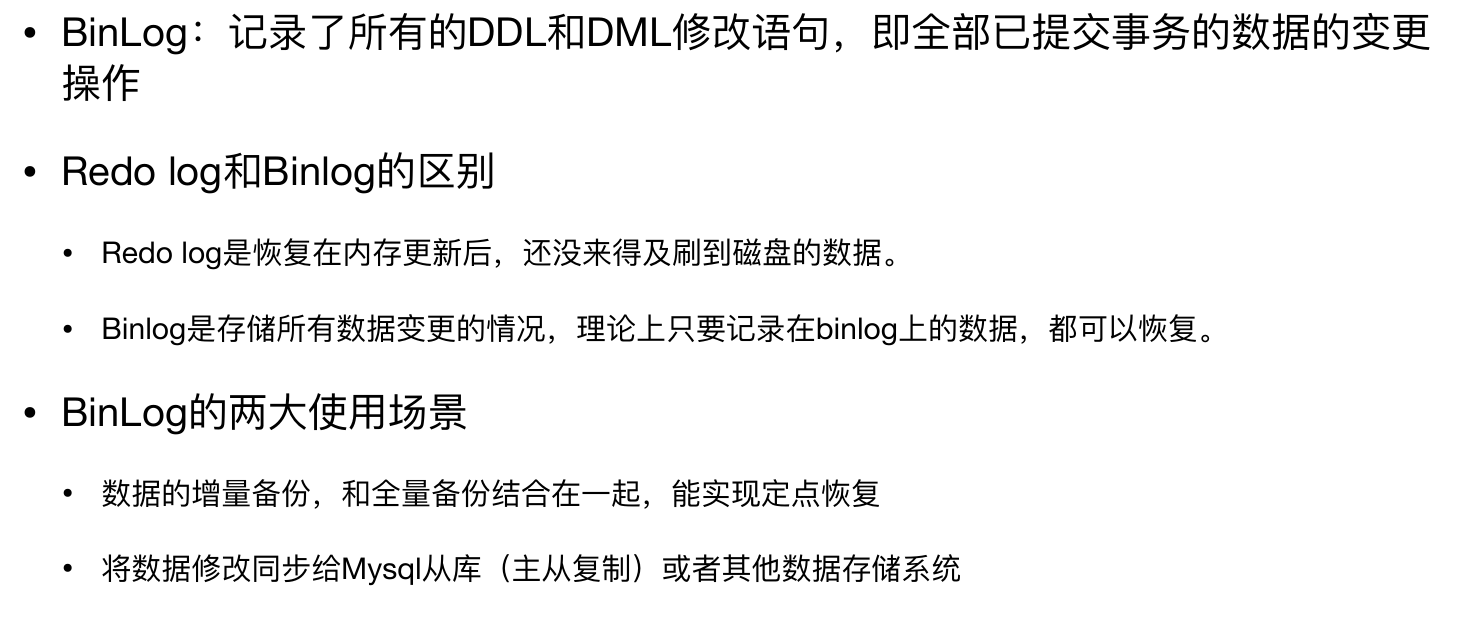 • BinLog：记录了所有的DDL和DML修改语句，即全部已提交事务的数据的变更
操作
• Redo log和Binlog的区别
• Redo log是恢复在内存更新后，还没来得及刷到磁盘的数据。
• Binlog是存储所有数据变更的情况，理论上只要记录在binlog上的数据，都可以恢复。
• BinLog的两大使用场景
• 数据的增量备份，和全量备份结合在一起，能实现定点恢复
• 将数据修改同步给Mysql从库（主从复制）或者其他数据存储系统